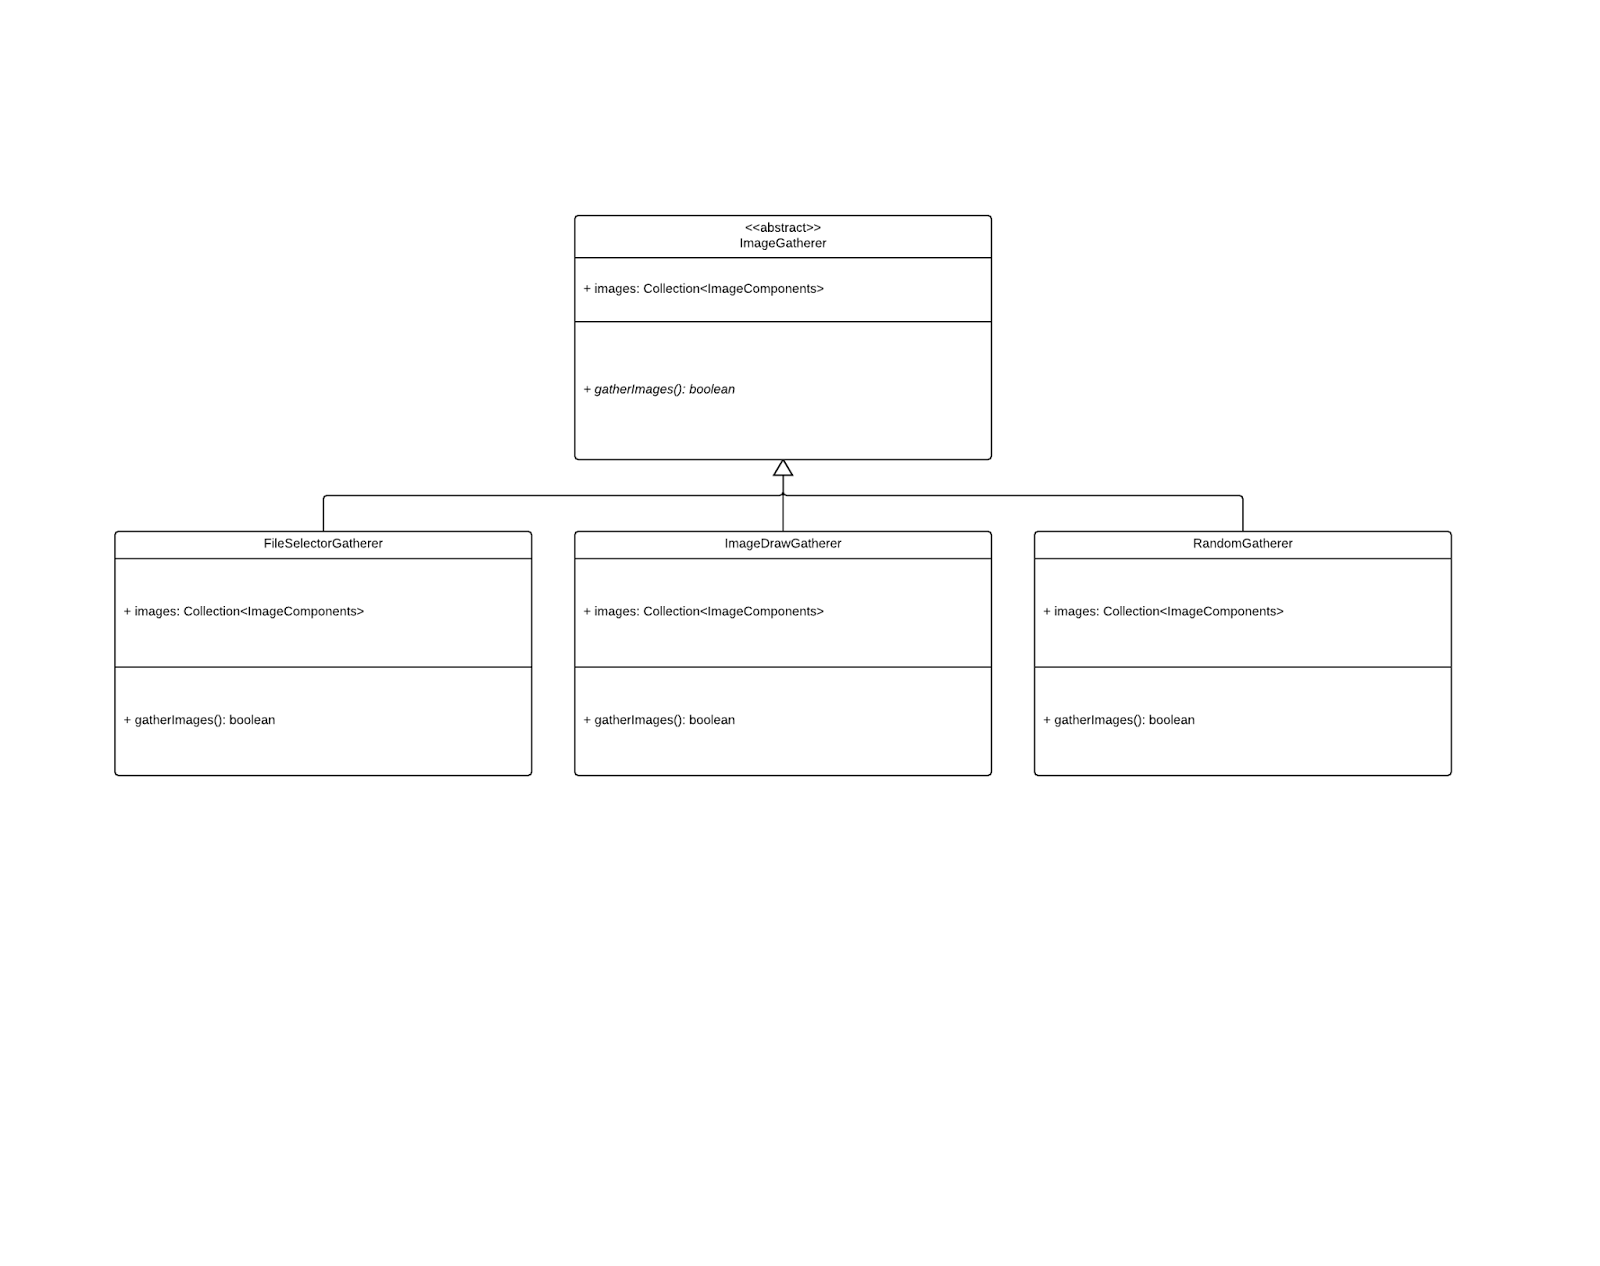 <<abstract>>
ImageGatherer
+ images: Collection<ImageComponents>
+ gatherImages(): boolean
FileSelectorGatherer
+ images: Collection<ImageComponents>
+ gatherImages(): boolean
ImageDrawGatherer
+ images: Collection<ImageComponents>
+ gatherImages(): boolean
RandomGatherer
+ images: Collection<ImageComponents>
+ gatherImages(): boolean